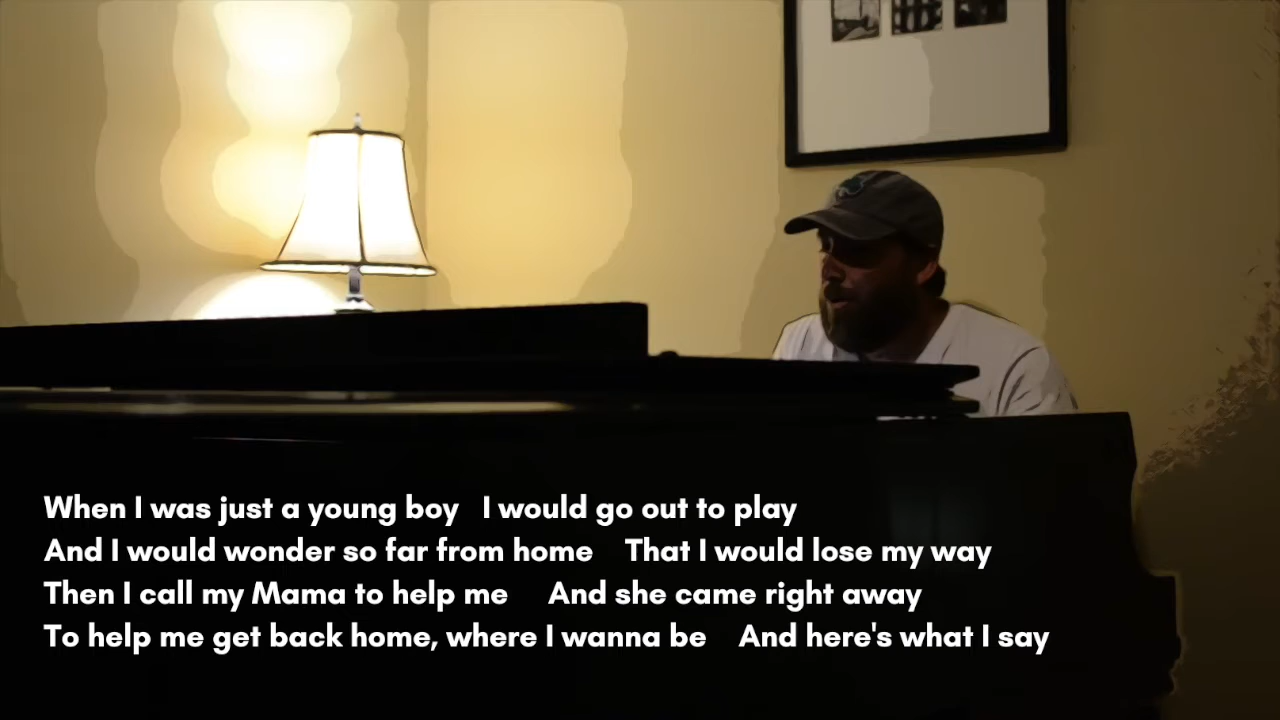 When I was just a young boy I would go out to play
And I would wonder so far from home That I would lose my way
Then I call my Mama to help me And she came right away
To help me get back home, where I wanna be And here's what I say